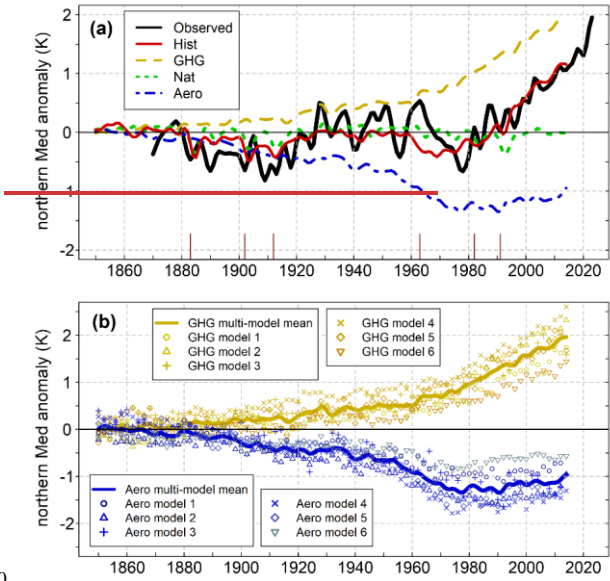 2
(a)
Observed
Hist
GHG
Nat
Aero
1
0
-1
-2
northern Med anomaly (K)
1860 1880 1900 1920 1940 1960 1980 2000 2020
(b)
GHG multi-model mean
GHG model 1
GHG model 2
GHG model 3
GHG model 4
GHG model 5
GHG model 6
2
1
0
-1
-2
northern Med anomaly (K)
Aero multi-model mean
Aero model 1
Aero model 2
Aero model 3
Aero model 4
Aero model 5
Aero model 6
1860 1880 1900 1920 1940 1960 1980 2000 2020